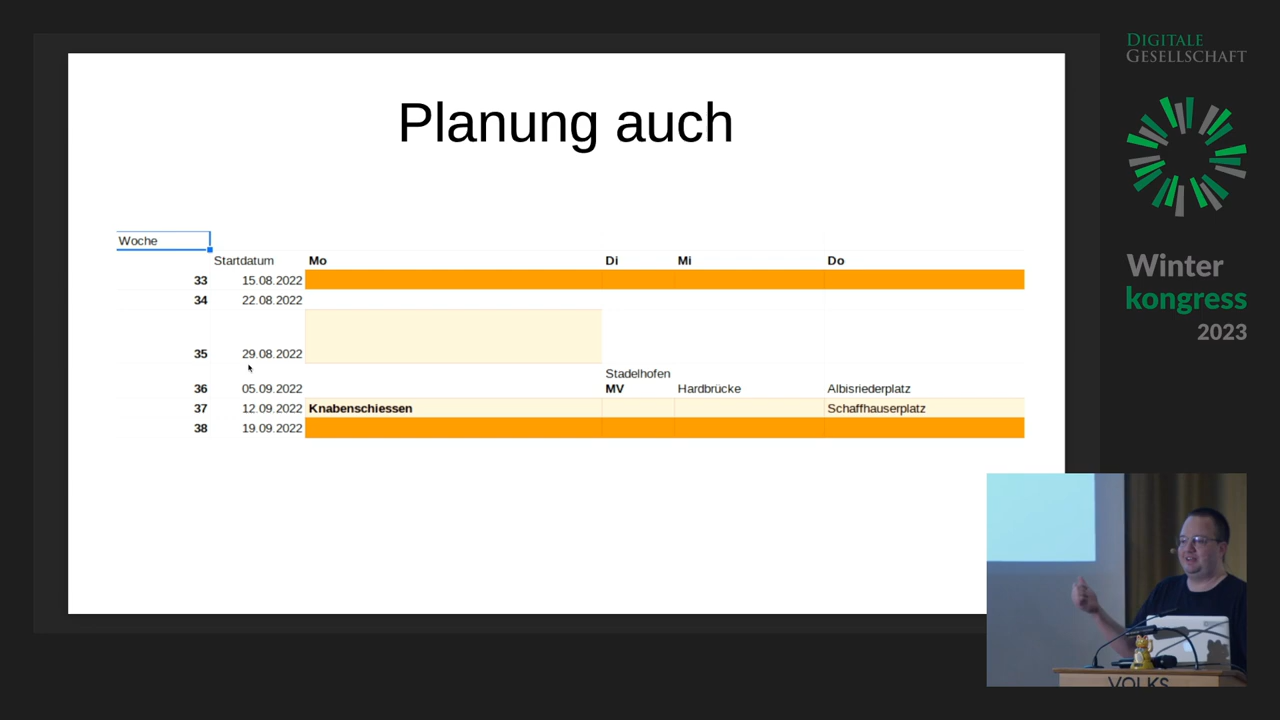 DIGITALE
GESELLSCHAFT
Planung auch
Woche
Startdatum Mo Di Mi Do
33 15.08.2022
34 22.08.2022
35 29.08.2022
Stadelhofen
36 05.09.2022 MV Hardbrücke Albisriederplatz
37 12.09.2022 Knabenschiessen Schaffhauserplatz
38 19.09.2022
Winter
kongress
2023
VOLKS